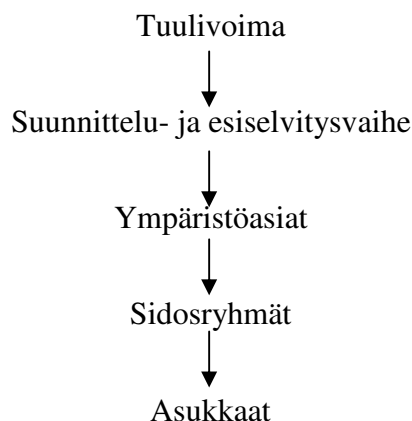 Tuulivoima
Suunnittelu- ja esiselvitysvaihe
Ympäristöasiat
Sidosryhmät
Asukkaat